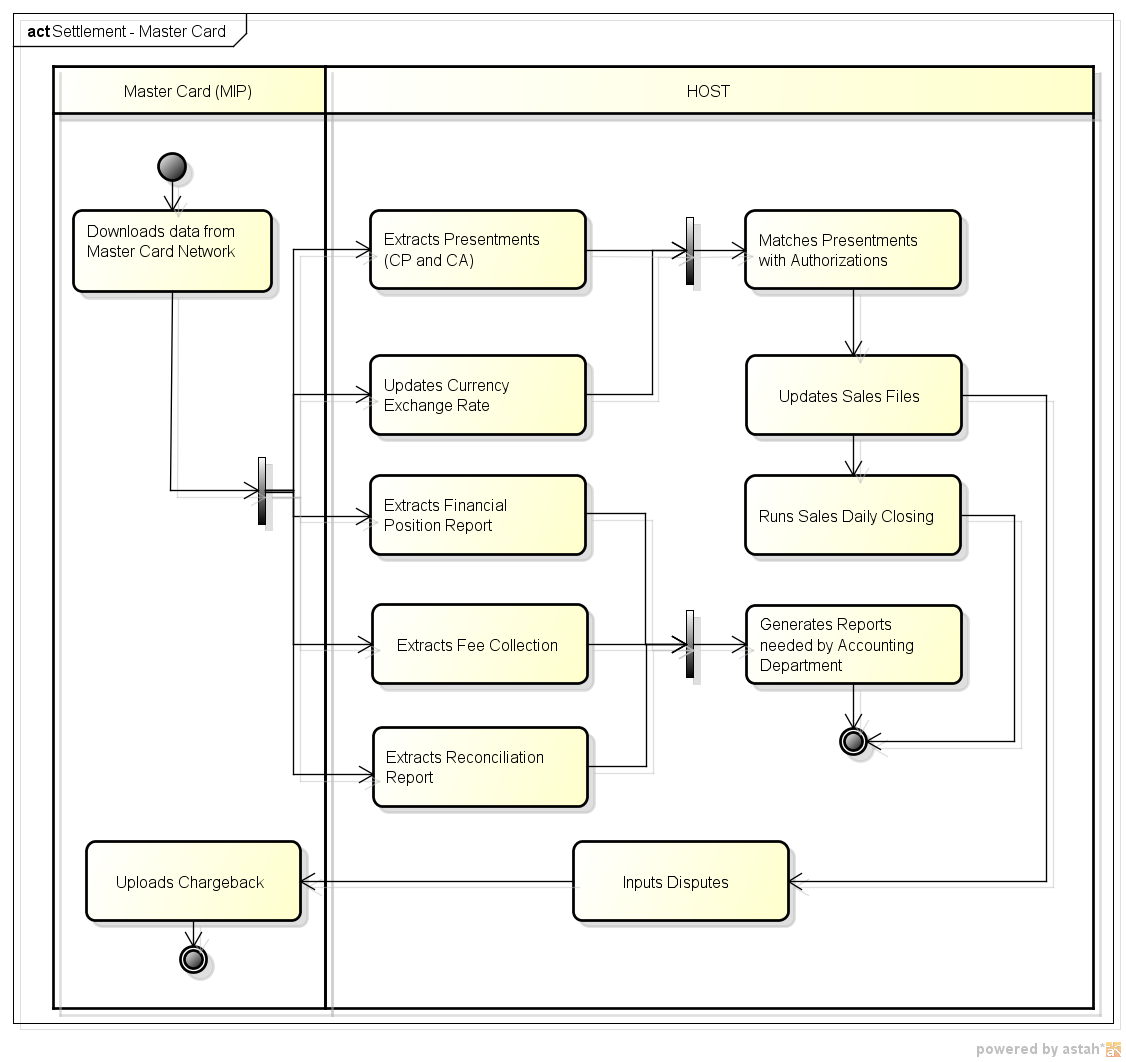 act Settlement - Master Card
Master Card (MIP)
HOST
Downloads data from
Master Card Network
Extracts Presentments
(CP and CA)
Matches Presentments
with Authorizations
Updates Currency
Exchange Rate
Updates Sales Files
Extracts Financial
Position Report
Runs Sales Daily Closing
Extracts Fee Collection
Generates Reports
needed by Accounting
Department
Extracts Reconciliation
Report
Uploads Chargeback
Inputs Disputes
powered by astah*